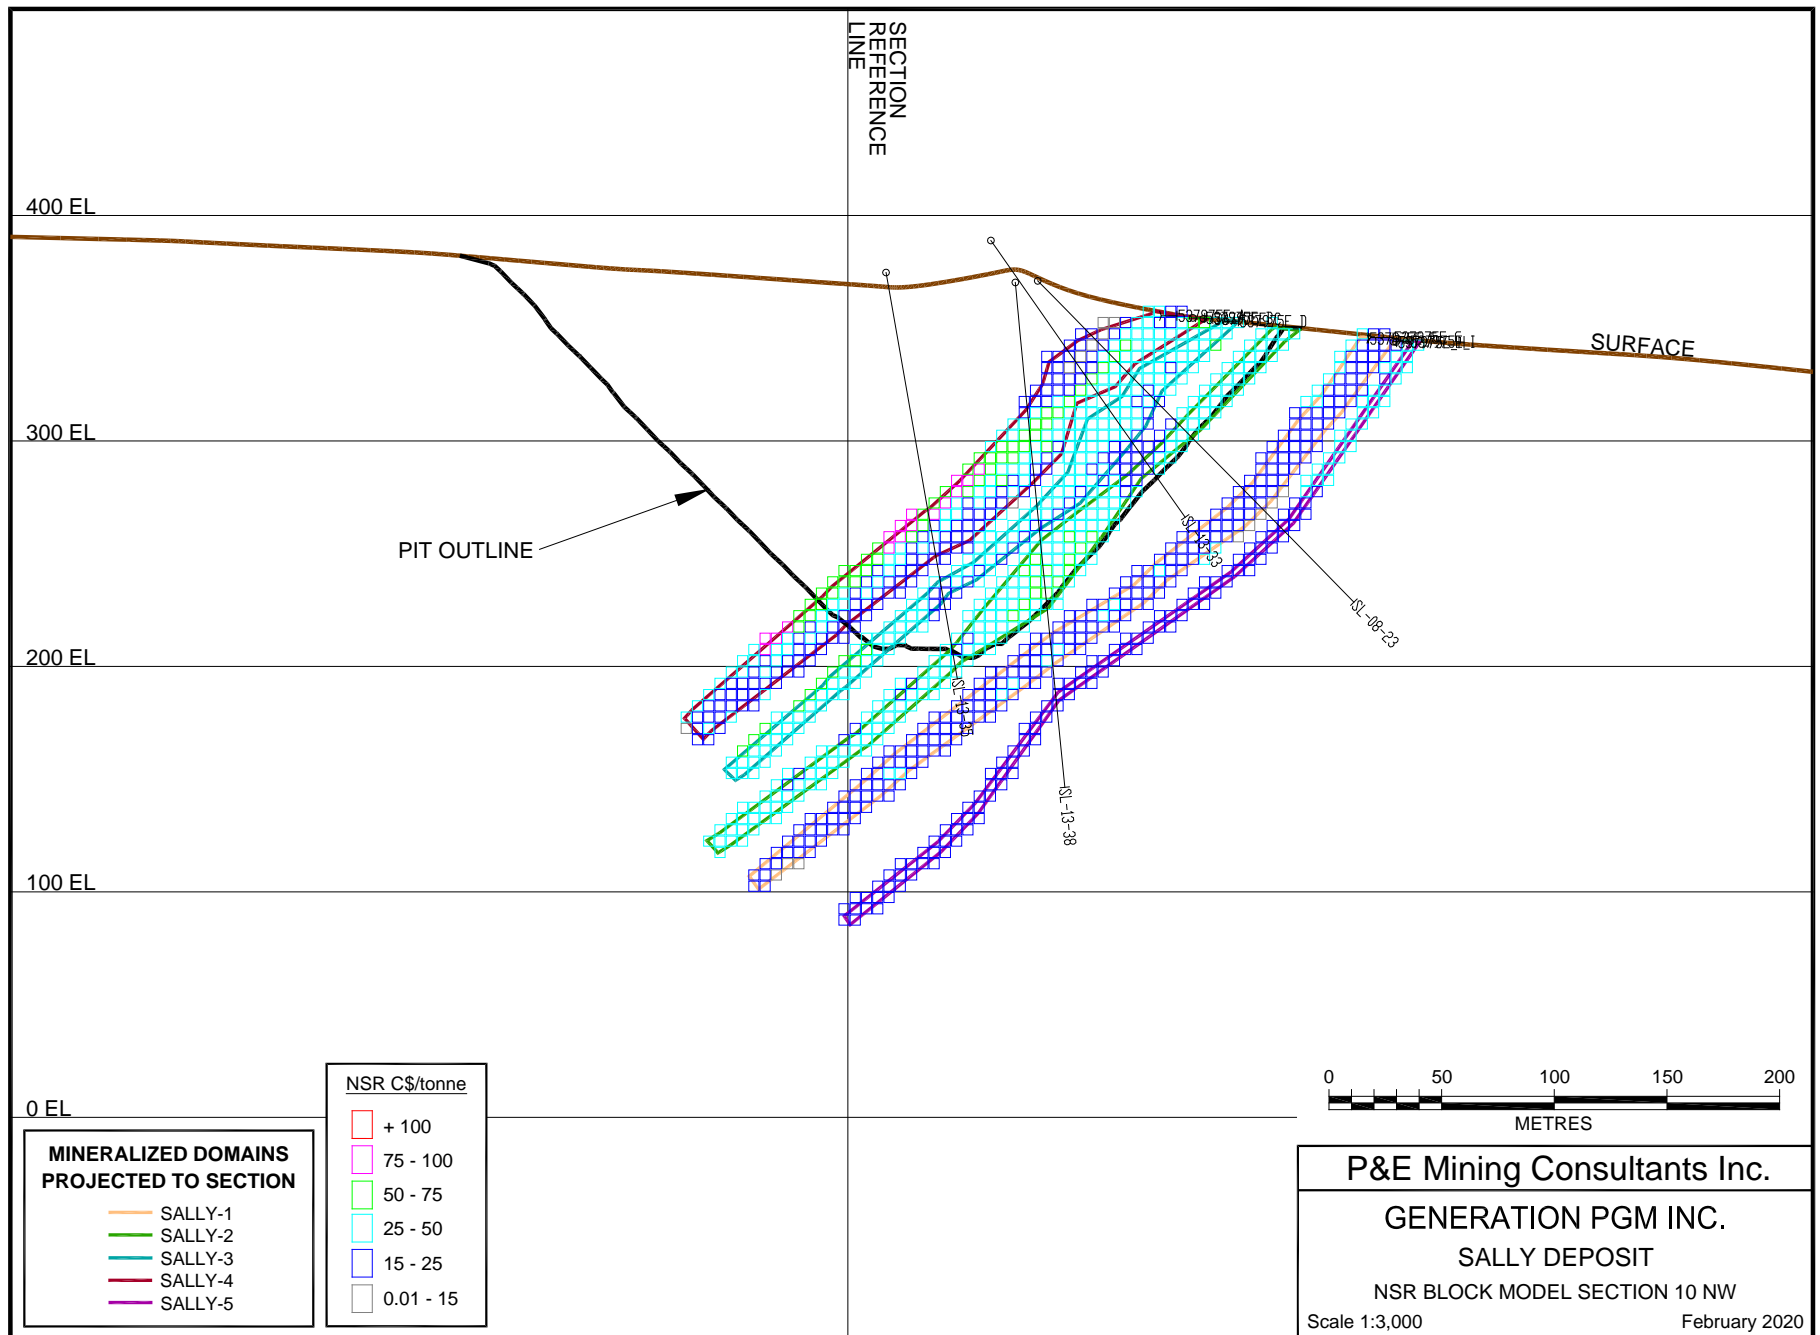 SECTION
REFERENCE
LINE
400 EL
SURFACE
300 EL
PIT OUTLINE
ISL-13-33
ISL-08-23
200 EL
ISL-13-35
ISL-13-38
100 EL
0 EL
MINERALIZED DOMAINS
PROJECTED TO SECTION
SALLY-1
SALLY-2
SALLY-3
SALLY-4
SALLY-5
NSR C$/tonne
+ 100
75 - 100
50 - 75
25 - 50
15 - 25
0.01 - 15
0 50 100 150 200
METRES
P&E Mining Consultants Inc.
GENERATION PGM INC.
SALLY DEPOSIT
NSR BLOCK MODEL SECTION 10 NW
Scale 1:3,000 February 2020